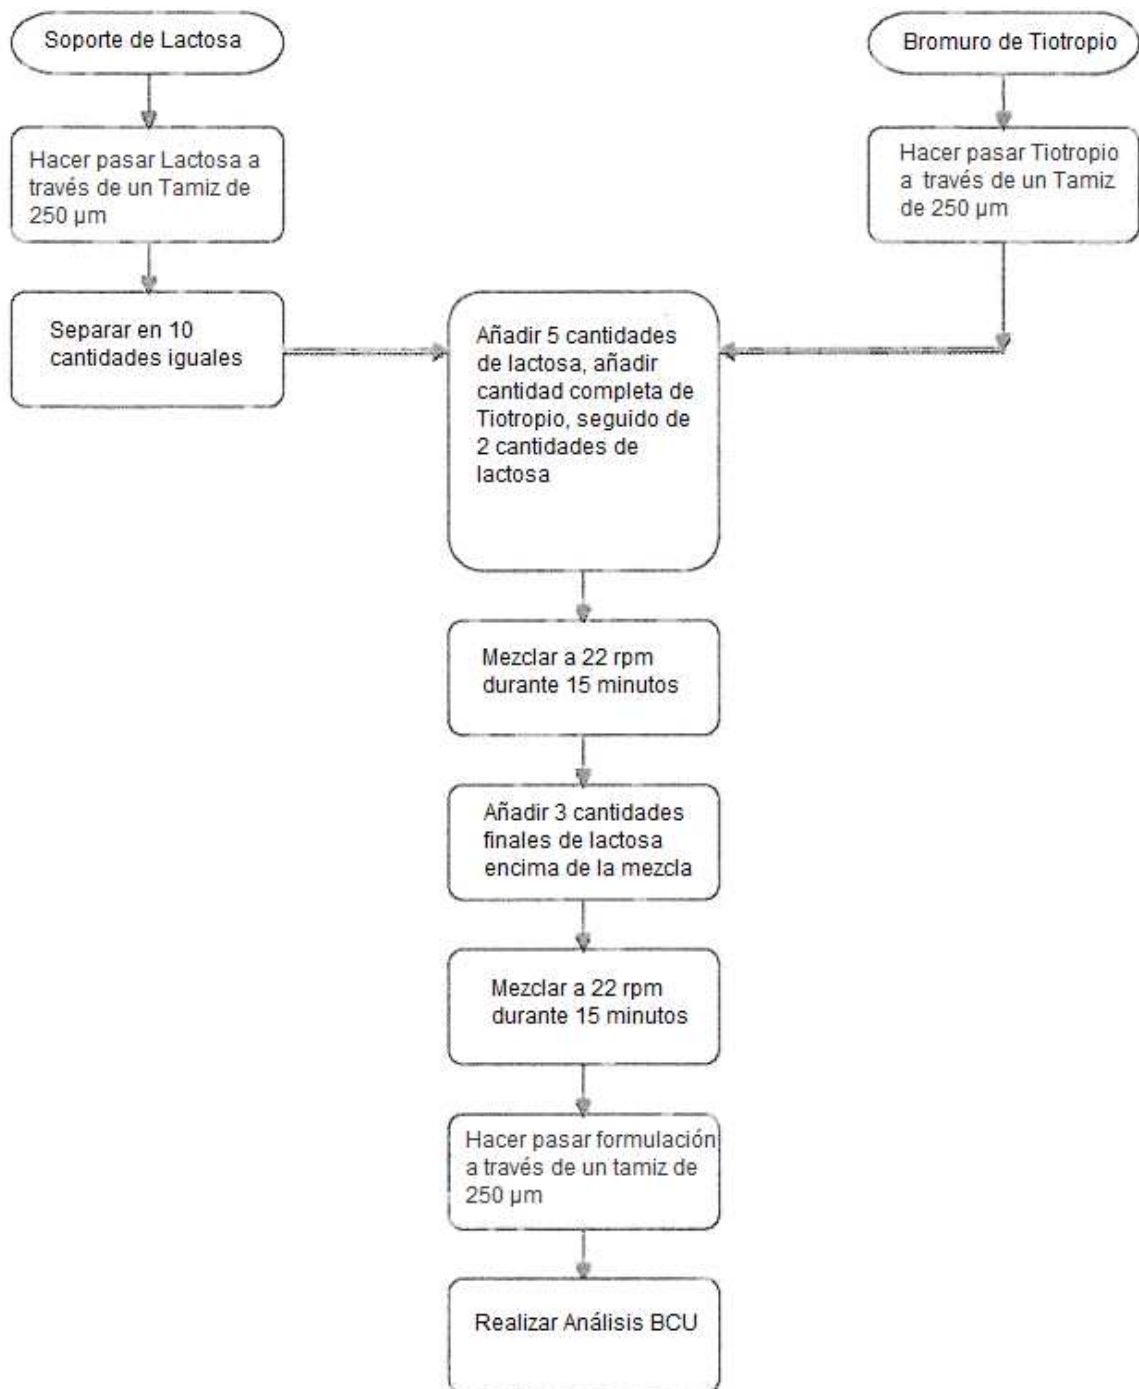 Soporte de Lactosa
Bromuro de Tiotropio
Hacer pasar Lactosa a
través de un Tamiz de
250 µm
Hacer pasar Tiotropio
a través de un Tamiz
de 250 µm
Separar en 10
cantidades iguales
Añadir 5 cantidades
de lactosa, añadir
cantidad completa de
Tiotropio, seguido de
2 cantidades de
lactosa
Mezclar a 22 rpm
durante 15 minutos
Añadir 3 cantidades
finales de lactosa
encima de la mezcla
Mezclar a 22 rpm
durante 15 minutos
Hacer pasar formulación
a través de un tamiz de
250 µm
Realizar Análisis BCU